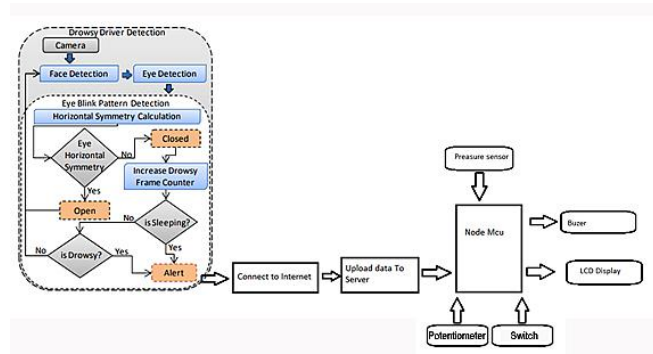 Drowsy Driver Detection
Camera
Face Detection
Eye Detection
Eye Blink Pattern Detection
Horizontal Symmetry Calculation
Eye
Horizontal
Symmetry
No
Closed
Increase Drowsy
Frame Counter
Yes
Open
No
is Sleeping?
Yes
No
is Drowsy?
Yes
Alert
Connect to Internet
Upload data To
Server
Preasure sensor
Node Mcu
Buzer
LCD Display
Potentiometer
Switch